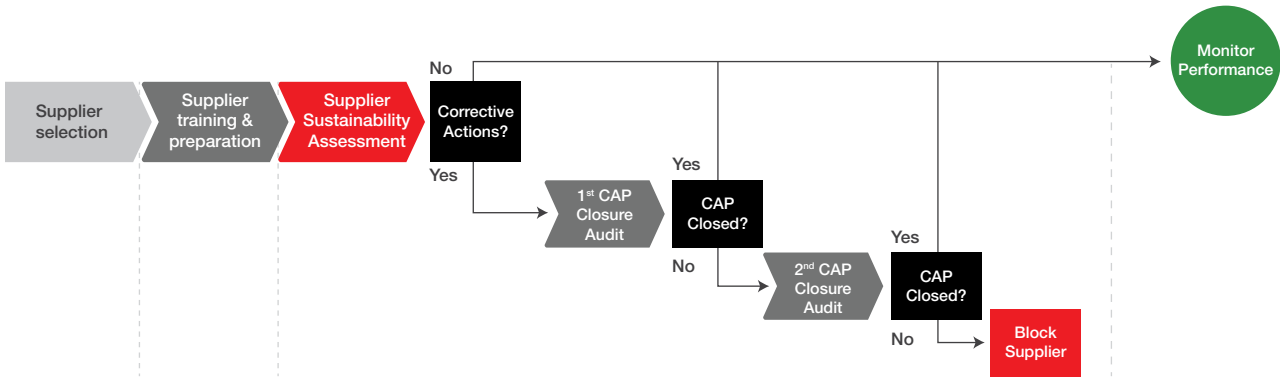 Supplier
selection
Supplier
training &
preparation
Supplier
Sustainability
Assessment
No
Corrective
Actions?
Yes
1st CAP
Closure
Audit
Yes
CAP
Closed?
No
2nd CAP
Closure
Audit
Yes
CAP
Closed?
No
Block
Supplier
Monitor
Performance